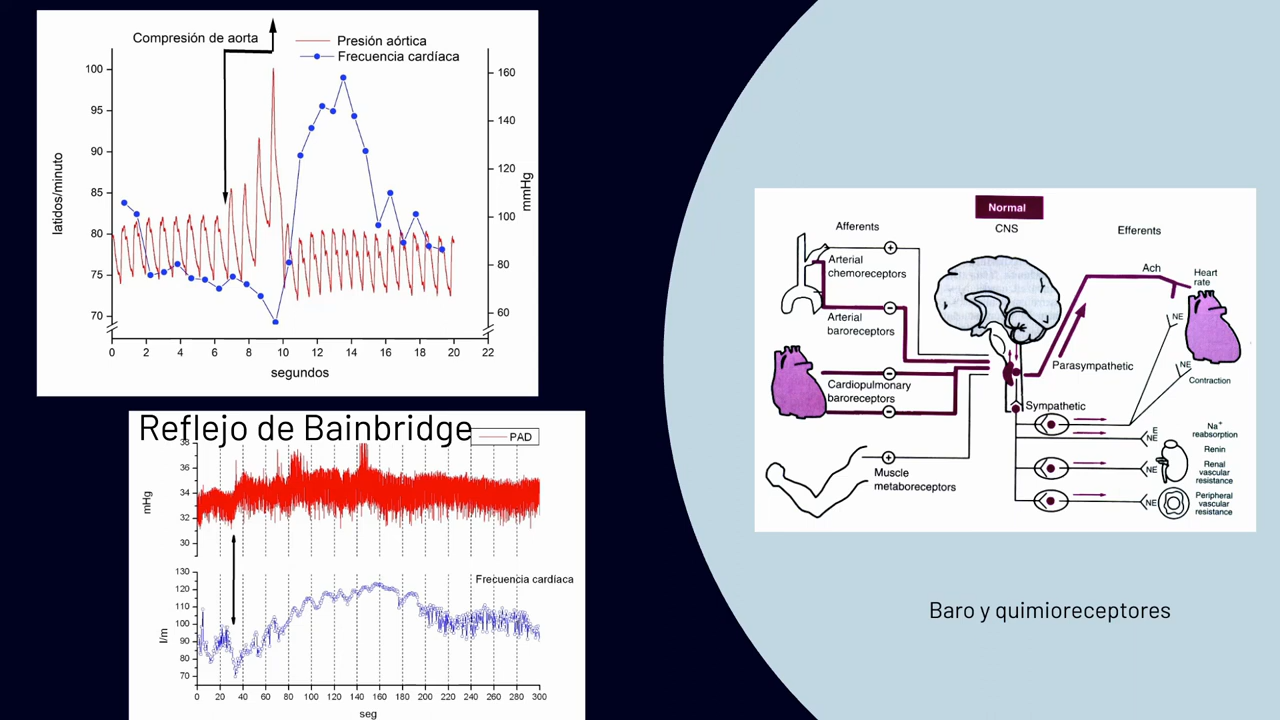 Compresión de aorta
Presión aórtica
Frecuencia cardíaca
100
95
90
85
80
75
70
latidos/minuto
160
140
120
100
80
60
mmHg
0 2 4 6 8 10 12 14 16 18 20 22
segundos
Reflejo de Bainbridge
PAD
38
36
34
32
30
mHg
130
120
110
100
90
80
70
l/m
Frecuencia cardíaca
0 20 40 60 80 100 120 140 160 180 200 220 240 260 280 300
seg
Normal
Afferents
CNS
Efferents
+
Arterial
chemoreceptors
Ach
Heart
rate
−
Arterial
baroreceptors
NE
−
Cardiopulmonary
baroreceptors
−
Parasympathetic
NE
Contraction
Sympathetic
+
Muscle
metaboreceptors
E
NE
Na+
reabsorption
Renin
NE
Renal
vascular
resistance
NE
Peripheral
vascular
resistance
Baro y quimioreceptores